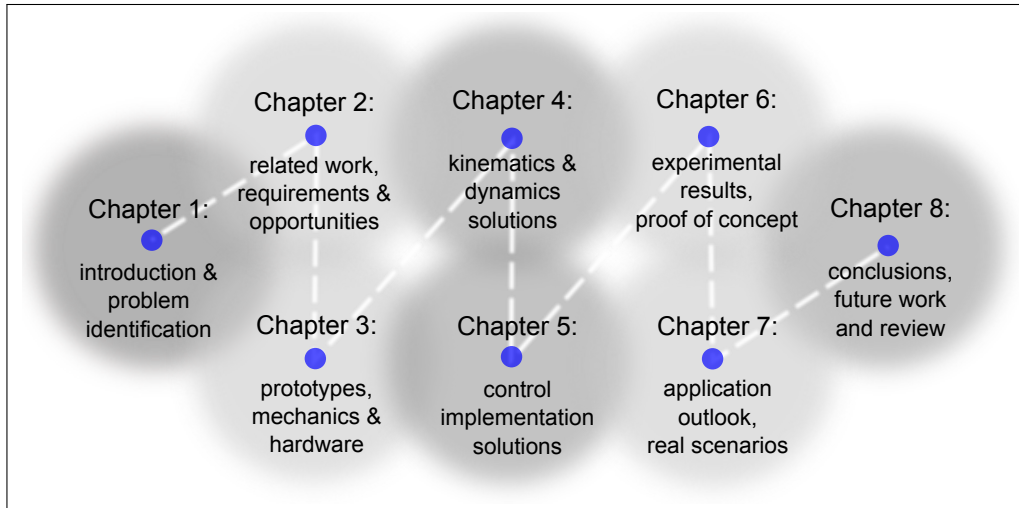 Chapter 1:
introduction &
problem
identification
Chapter 2:
related work,
requirements &
opportunities
Chapter 3:
prototypes,
mechanics &
hardware
Chapter 4:
kinematics &
dynamics
solutions
Chapter 5:
control
implementation
solutions
Chapter 6:
experimental
results,
proof of concept
Chapter 7:
application
outlook,
real scenarios
Chapter 8:
conclusions,
future work
and review